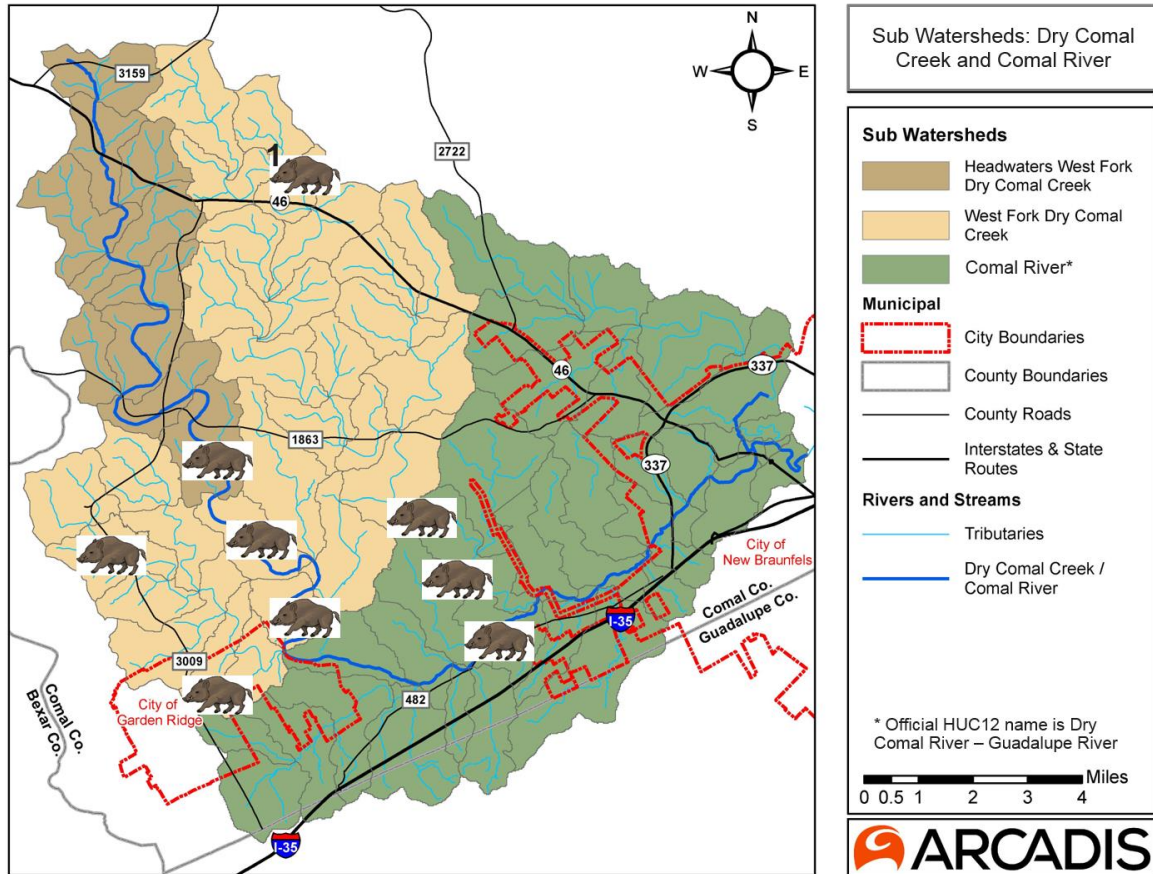 N
W
E
S
3159
2722
1
46
46
337
1863
337
City of
New Braunfels
Comal Co.
Guadalupe Co.
I-35
3009
482
City of
Garden Ridge
Comal Co.
Bexar Co.
I-35
Sub Watersheds: Dry Comal
Creek and Comal River
Sub Watersheds
Headwaters West Fork
Dry Comal Creek
West Fork Dry Comal
Creek
Comal River*
Municipal
City Boundaries
County Boundaries
County Roads
Interstates & State
Routes
Rivers and Streams
Tributaries
Dry Comal Creek /
Comal River
* Official HUC12 name is Dry
Comal River – Guadalupe River
Miles
0 0.5 1 2 3 4
ARCADIS